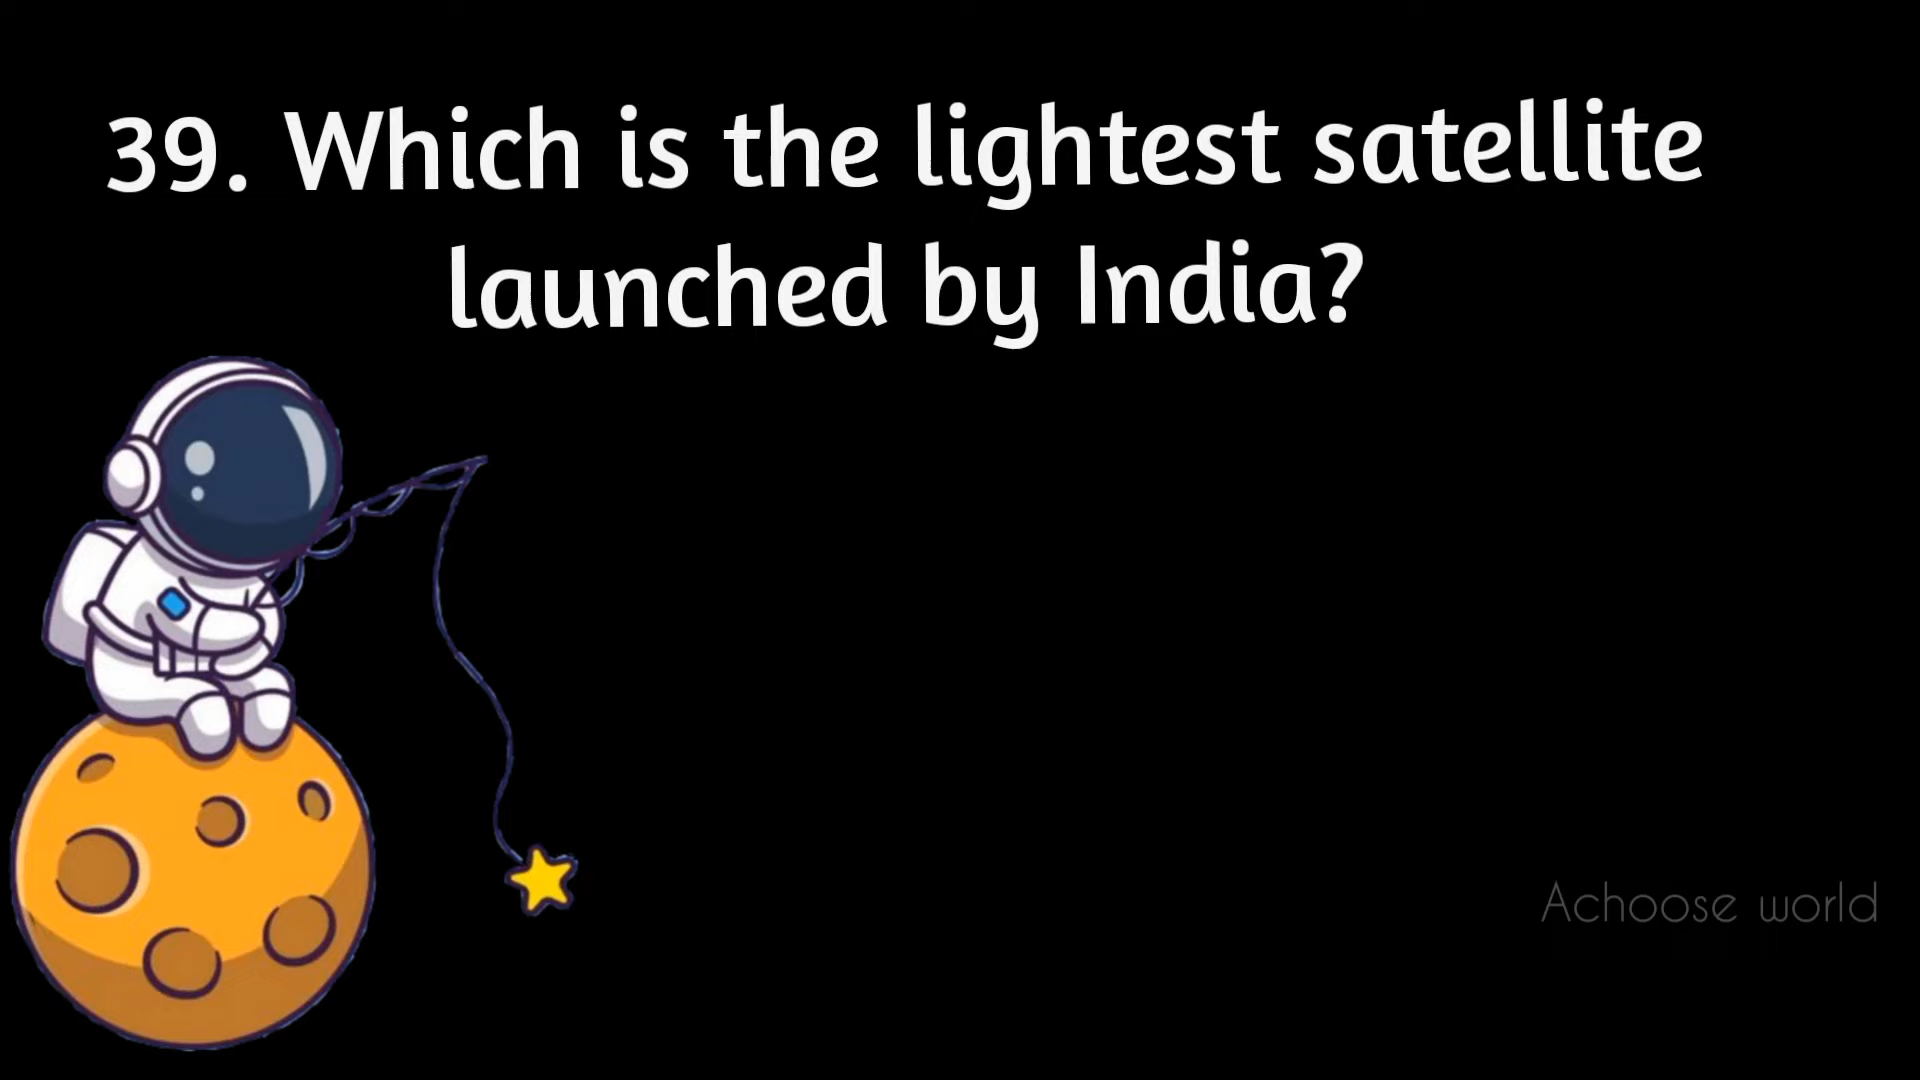 39. Which is the lightest satellite
launched by India?
Achoose world